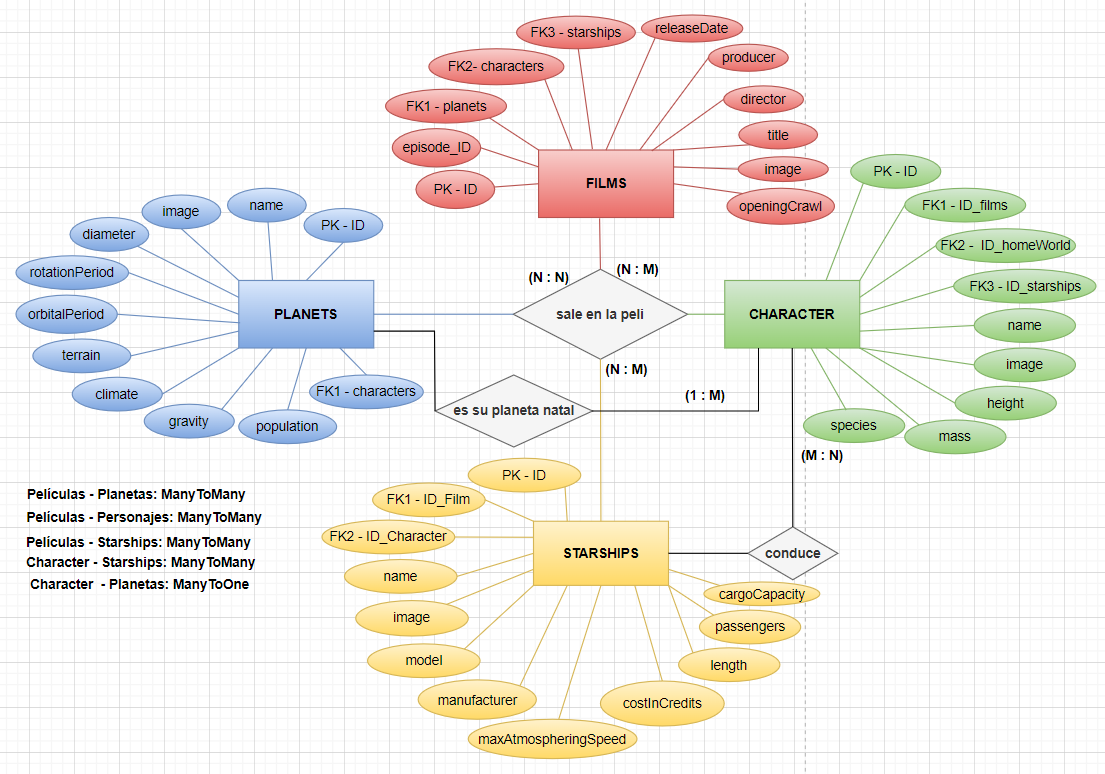 FK3 - starships
releaseDate
FK2- characters
producer
FK1 - planets
director
episode_ID
title
PK - ID
FILMS
image
openingCrawl
PK - ID
FK1 - ID_films
FK2 - ID_homeWorld
FK3 - ID_starships
name
image
height
mass
species
CHARACTER
name
image
PK - ID
diameter
rotationPeriod
orbitalPeriod
terrain
climate
gravity
population
FK1 - characters
PLANETS
(N : N)
(N : M)
sale en la peli
(N : M)
es su planeta natal
(1 : M)
(M : N)
conduce
PK - ID
FK1 - ID_Film
FK2 - ID_Character
name
image
model
manufacturer
maxAtmospheringSpeed
costInCredits
length
passengers
cargoCapacity
STARSHIPS
Películas - Planetas: ManyToMany
Películas - Personajes: ManyToMany
Películas - Starships: ManyToMany
Character - Starships: ManyToMany
Character - Planetas: ManyToOne